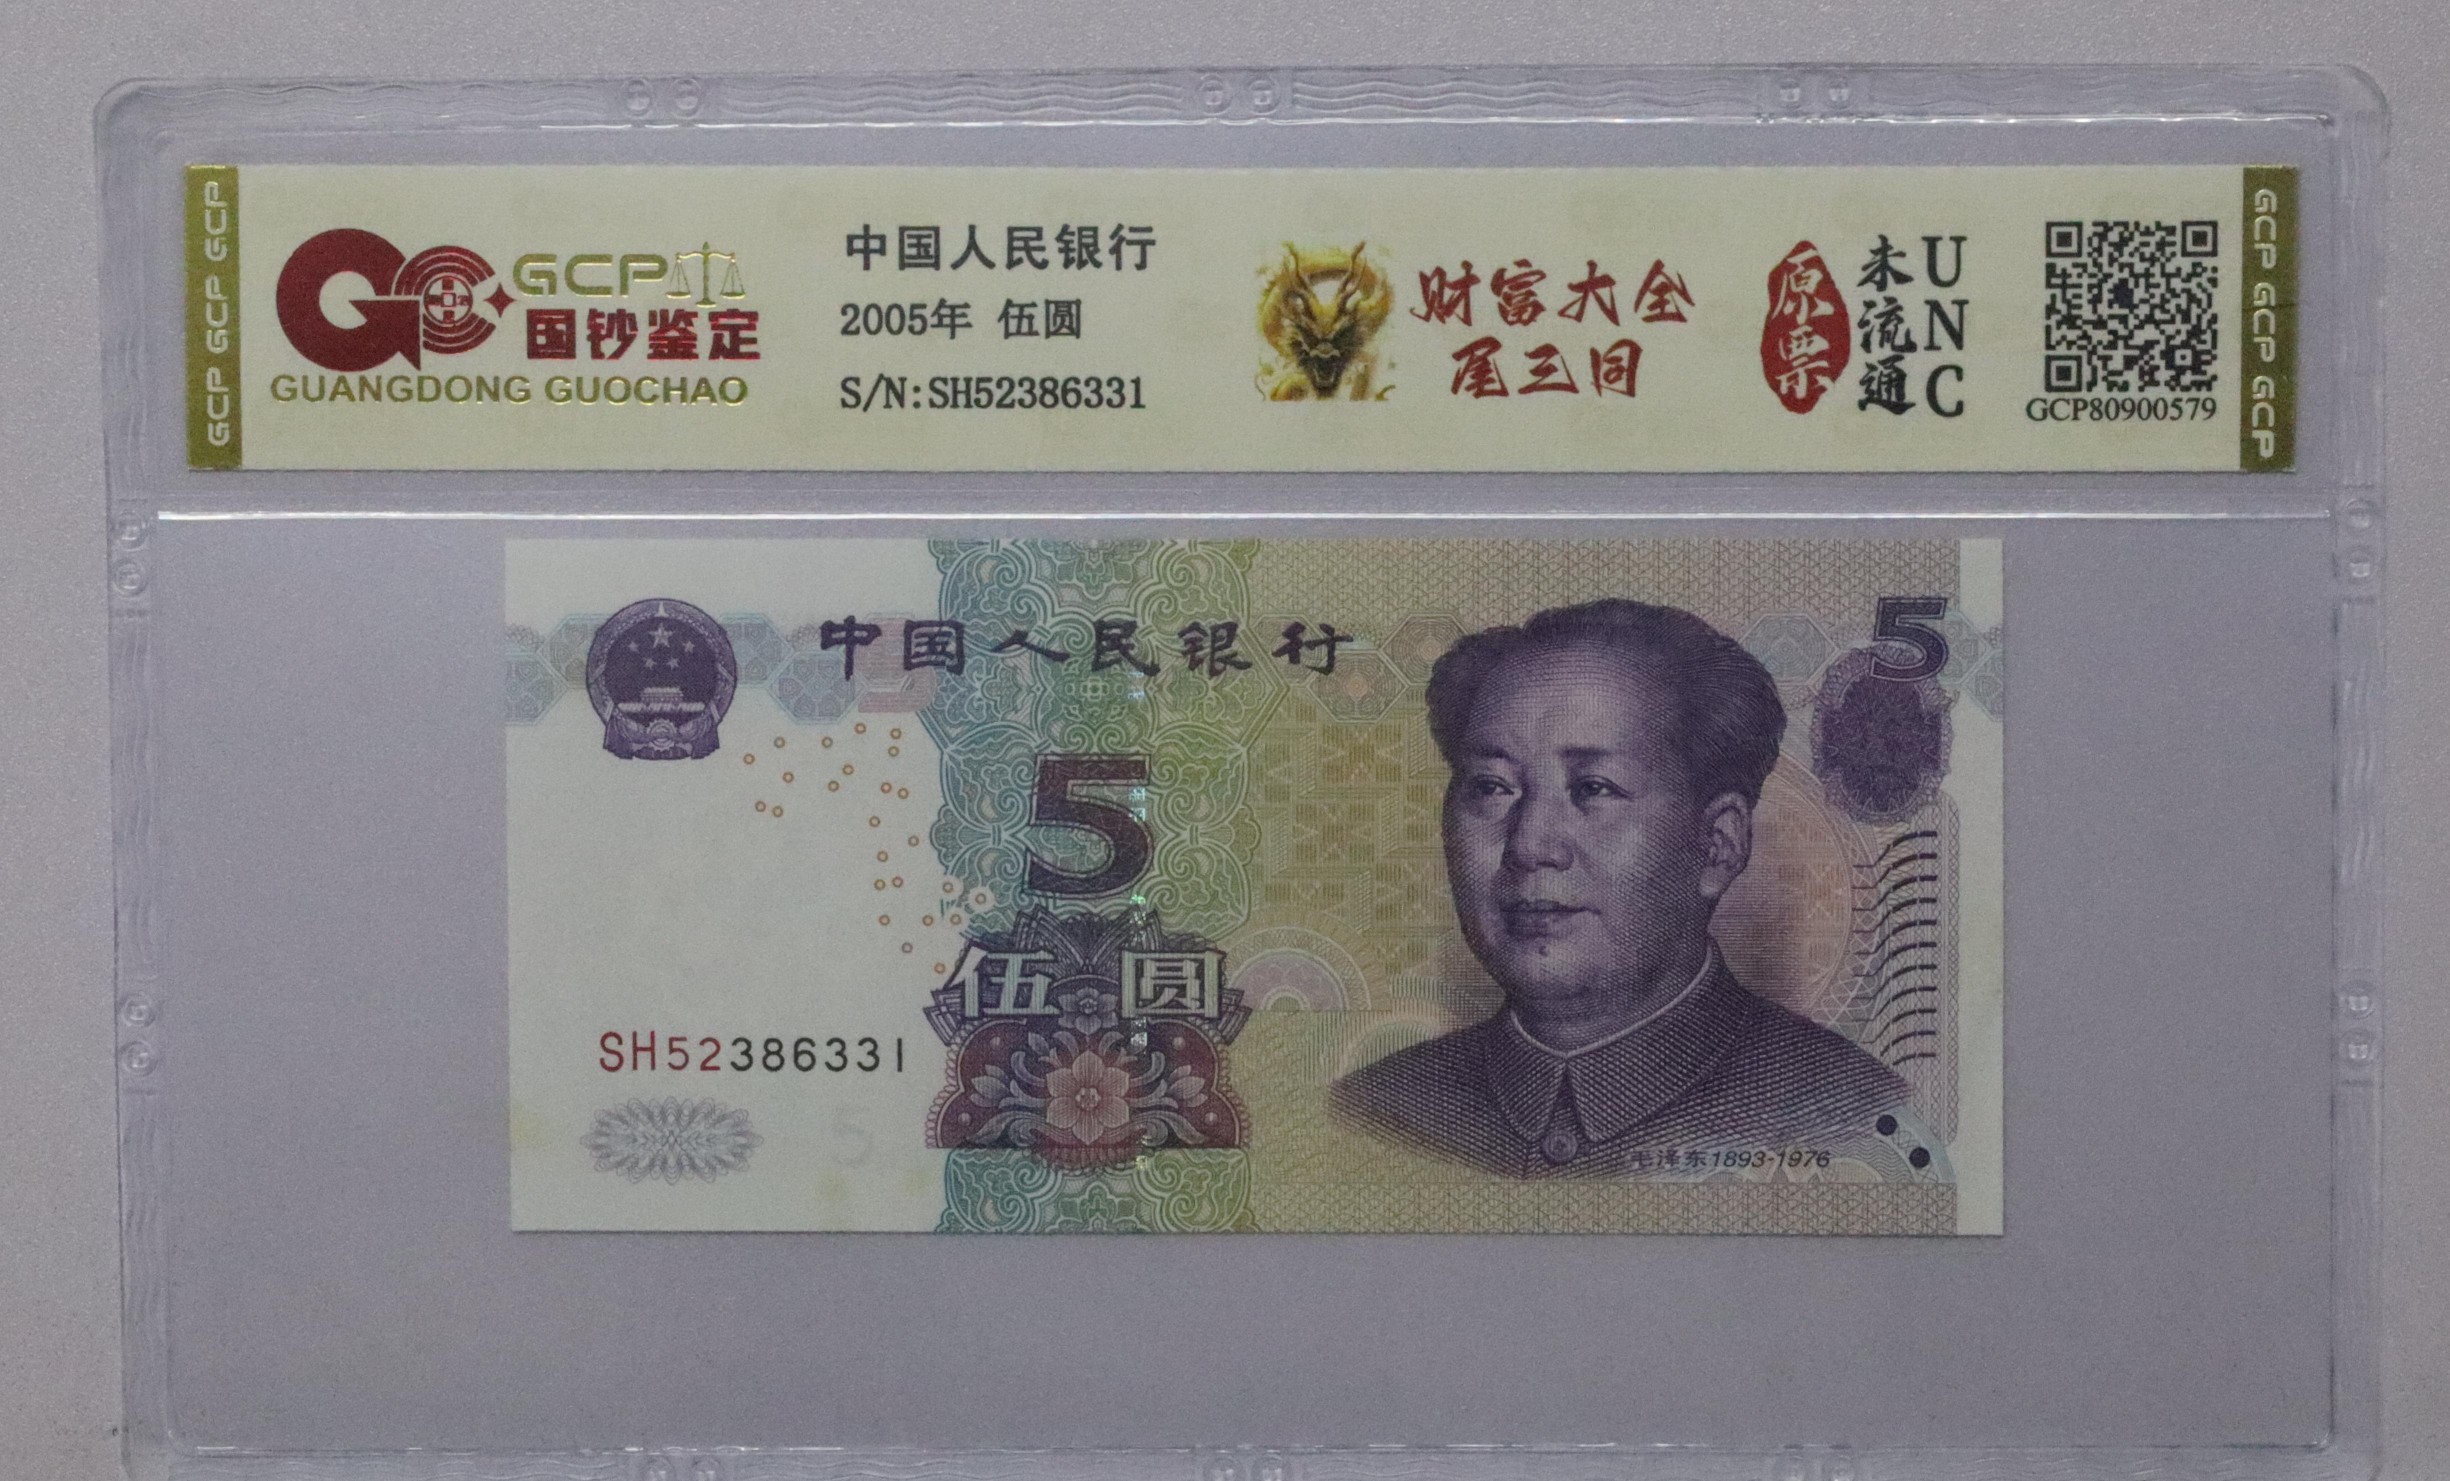 GCP GCP GCP
GCP
国钞鉴定
GUANGDONG GUOCHAO
中国人民银行
2005年 伍圆
S/N:SH52386331
财富大全
尾三同
原票
未流通
UNC
GCP80900579
GCP GCP GCP
中国人民银行
5
5
伍圆
SH52386331
5
毛泽东1893-1976